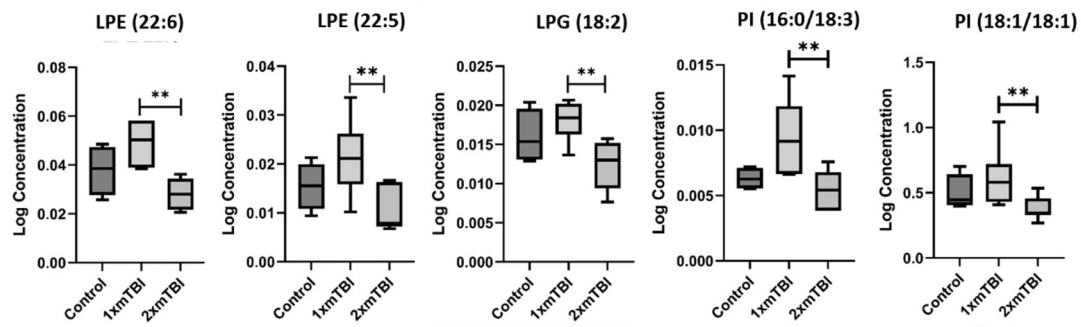 LPE (22:6)
Log Concentration
0.08
0.06
0.04
0.02
0.00
**
Control
1xmTBI
2xmTBI
LPE (22:5)
Log Concentration
0.04
0.03
0.02
0.01
0.00
**
Control
1xmTBI
2xmTBI
LPG (18:2)
Log Concentration
0.025
0.020
0.015
0.010
0.005
0.000
**
Control
1xmTBI
2xmTBI
PI (16:0/18:3)
Log Concentration
0.015
0.010
0.005
0.000
**
Control
1xmTBI
2xmTBI
PI (18:1/18:1)
Log Concentration
1.5
1.0
0.5
0.0
**
Control
1xmTBI
2xmTBI